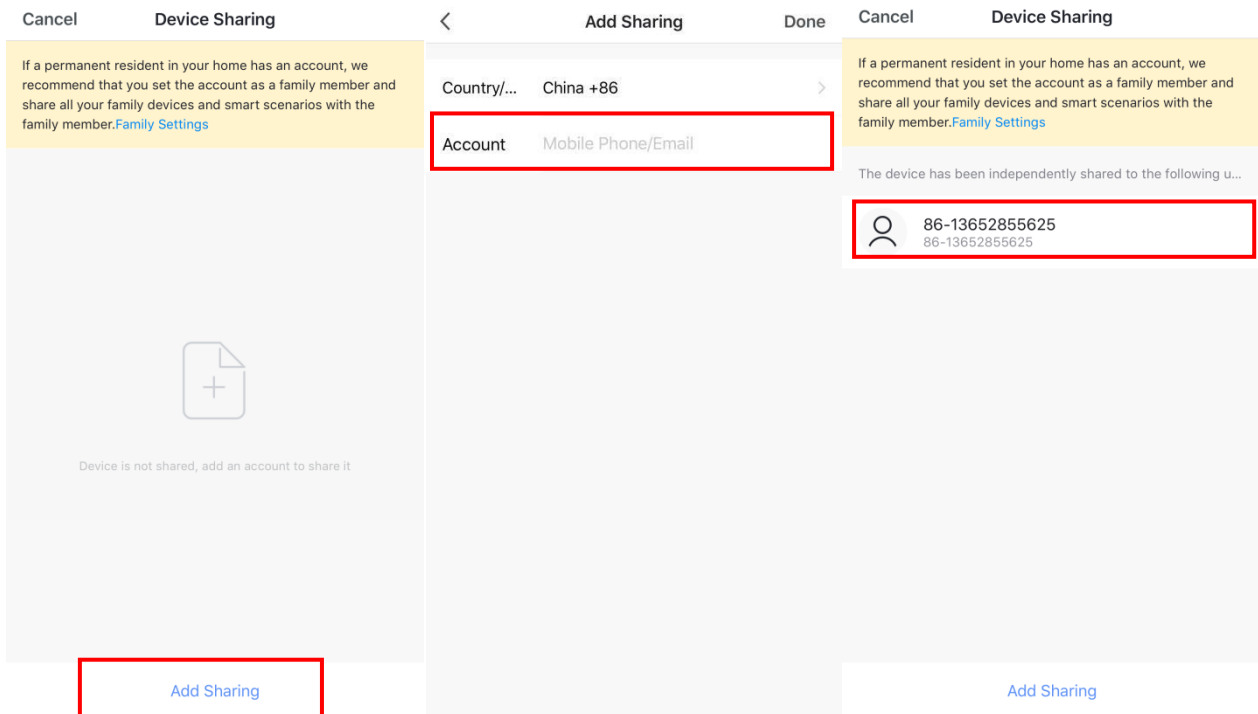 Cancel Device Sharing
If a permanent resident in your home has an account, we
recommend that you set the account as a family member and
share all your family devices and smart scenarios with the
family member.Family Settings
Device is not shared, add an account to share it
Add Sharing
Add Sharing Done
Country/... China +86
Account Mobile Phone/Email
Cancel Device Sharing
If a permanent resident in your home has an account, we
recommend that you set the account as a family member and
share all your family devices and smart scenarios with the
family member.Family Settings
The device has been independently shared to the following u...
86-13652855625
86-13652855625
Add Sharing